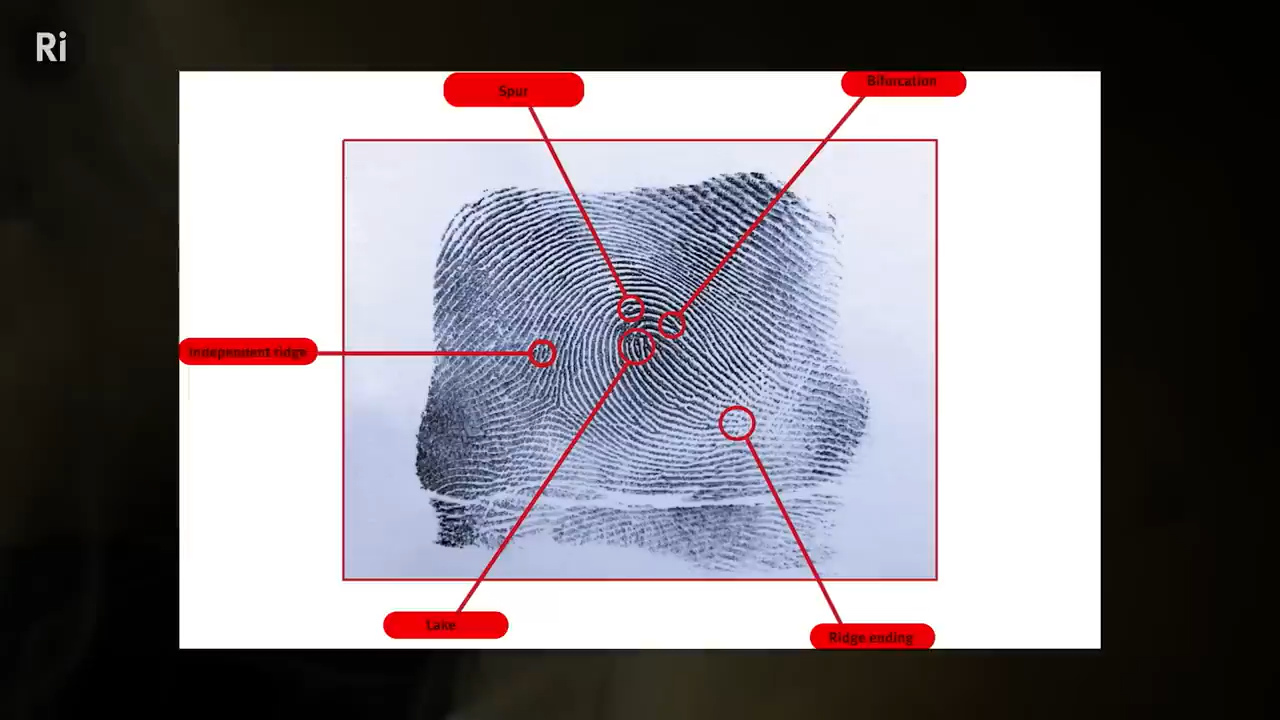 Ri
Spur
Bifurcation
Independent ridge
Lake
Ridge ending